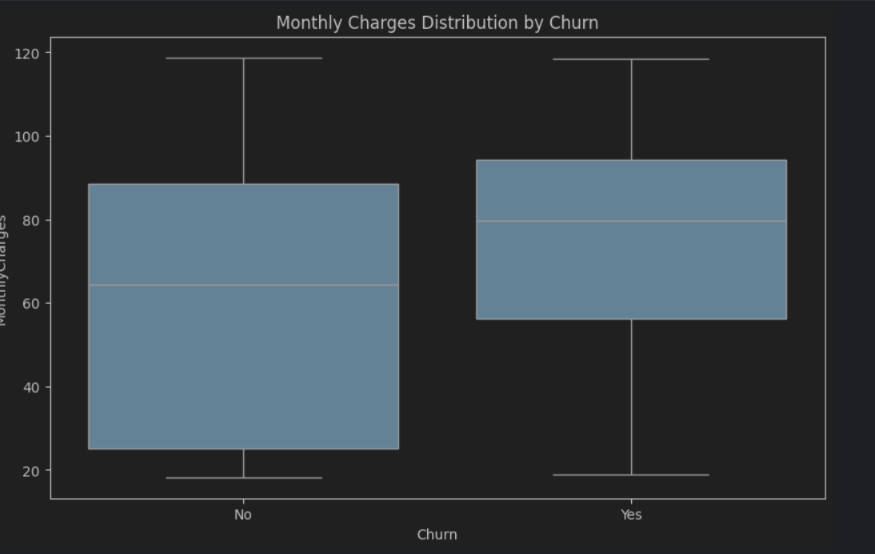 Monthly Charges Distribution by Churn
120
100
80
60
40
20
MonthlyCharges
No Yes
Churn